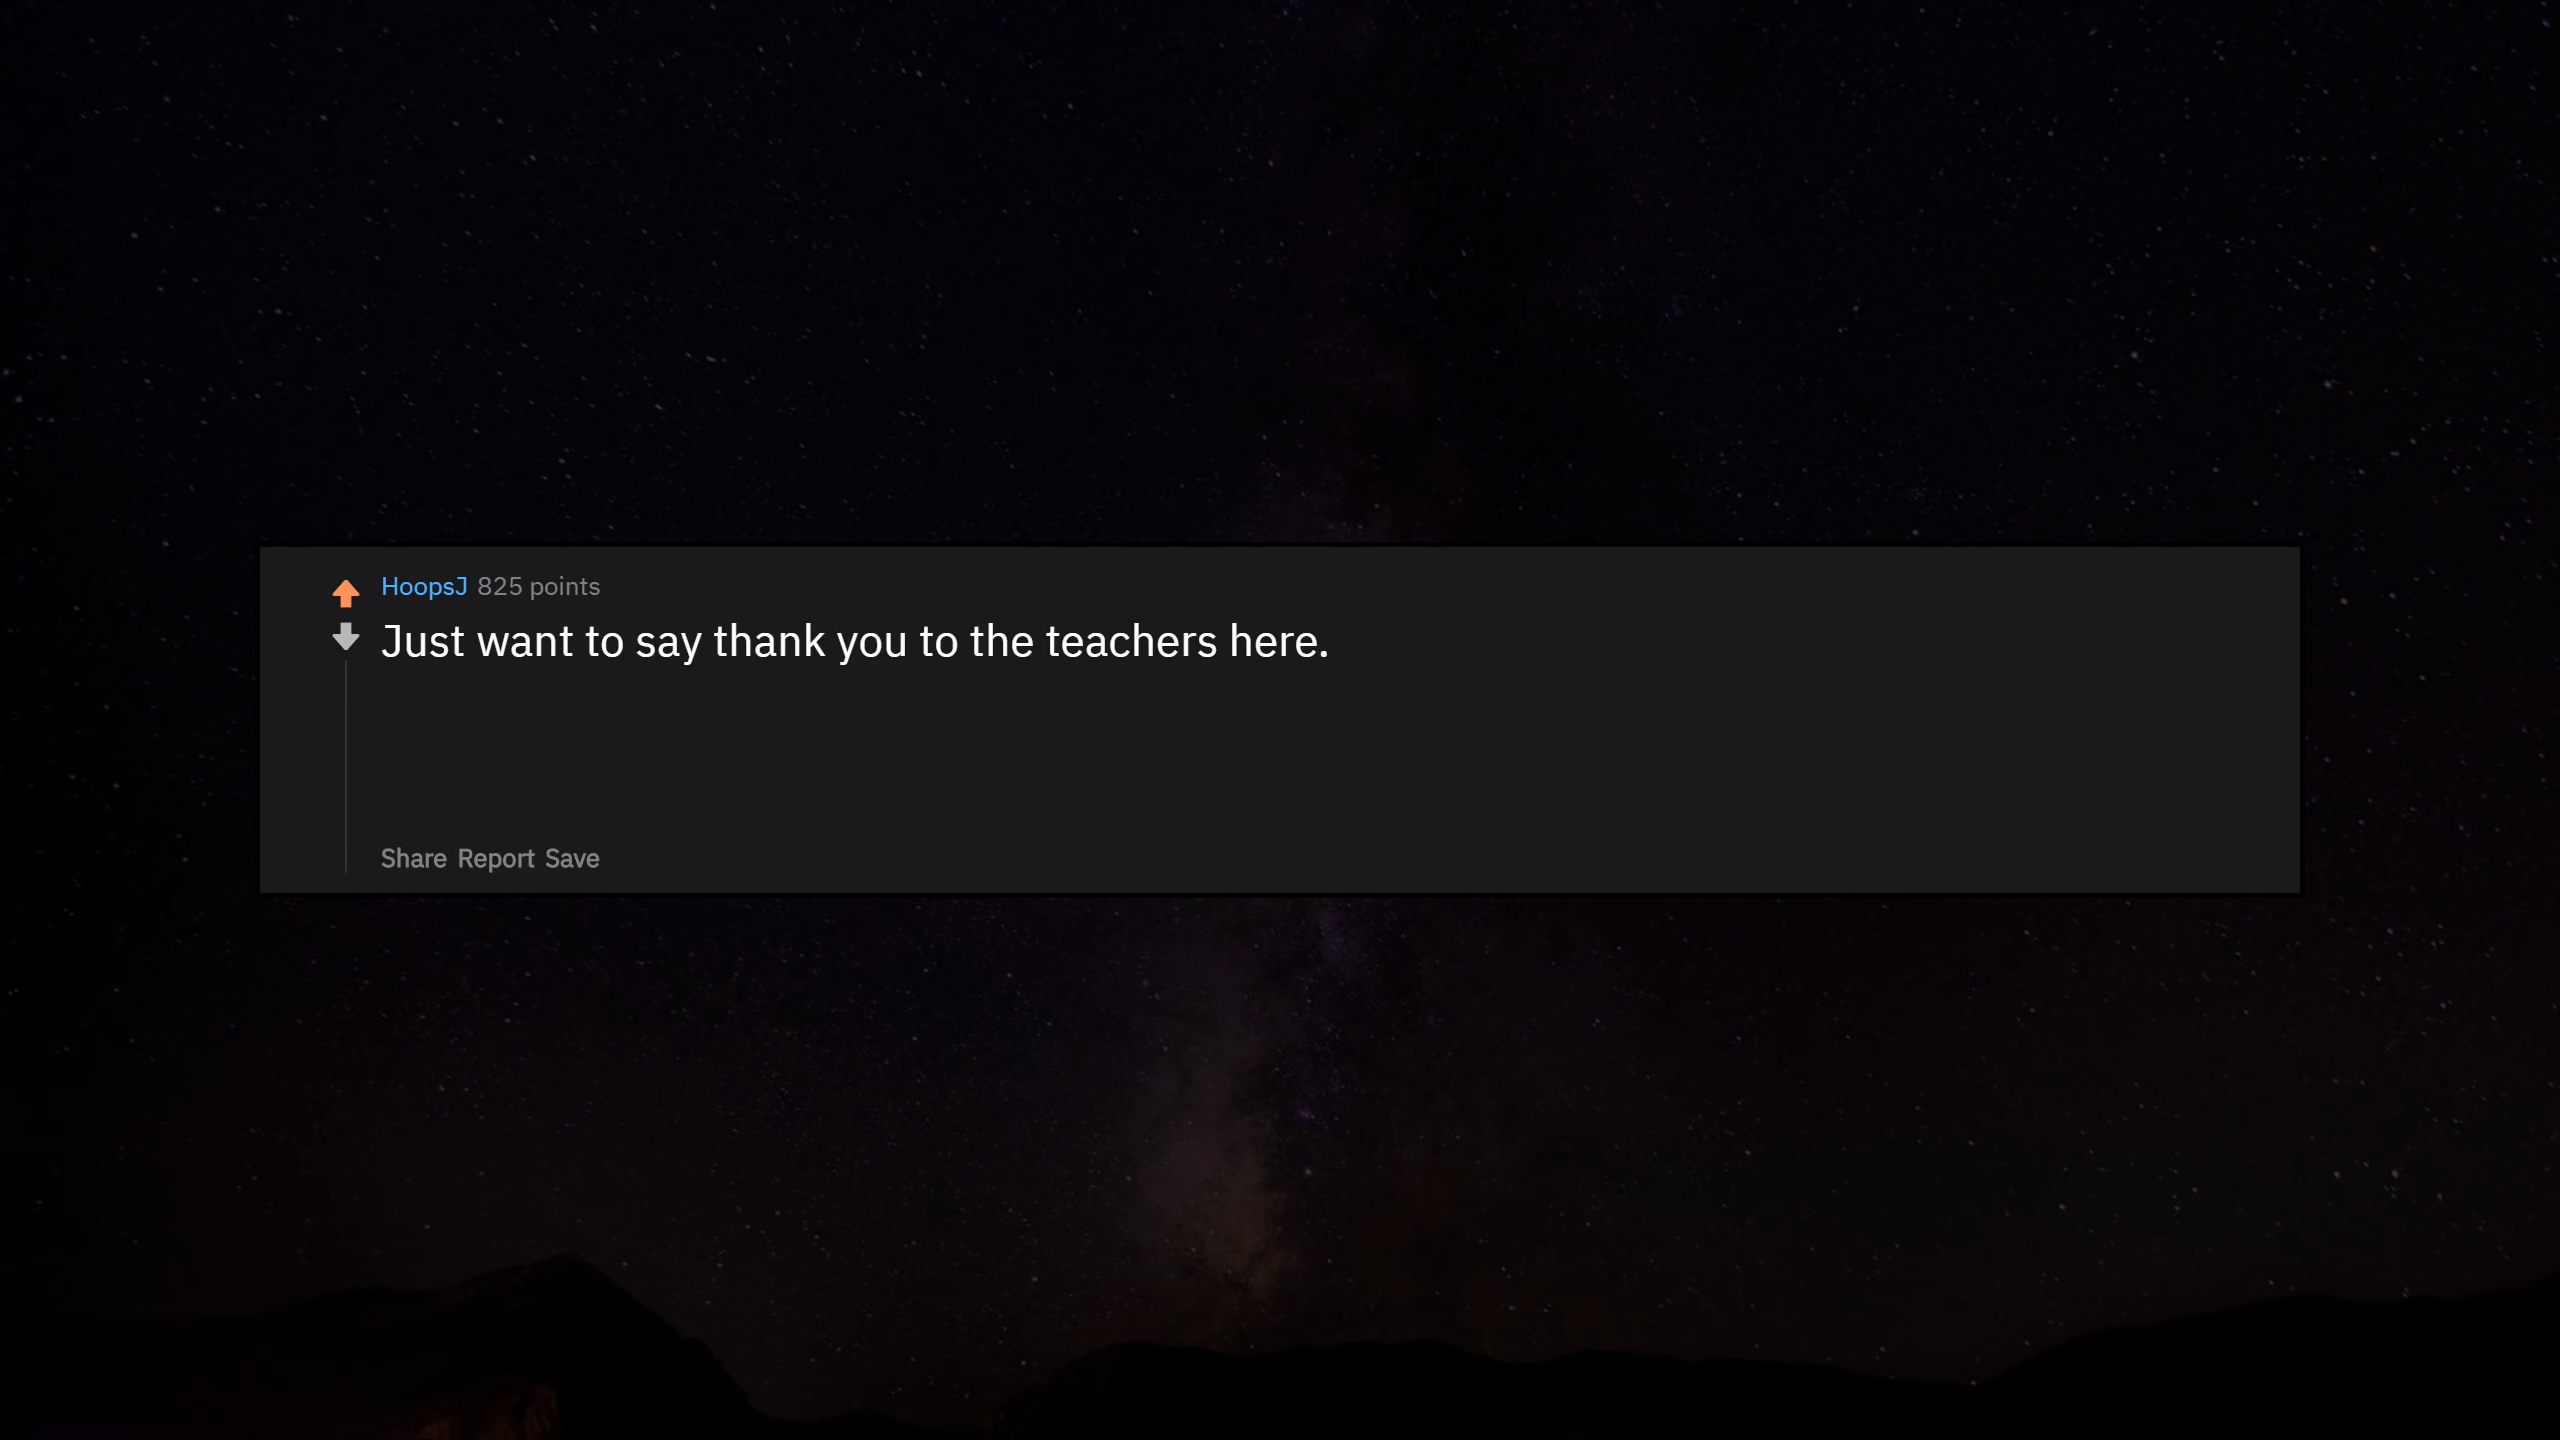 HoopsJ 825 points
Just want to say thank you to the teachers here.
Share Report Save